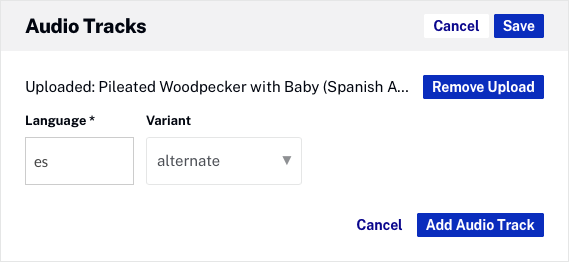 Audio Tracks
Cancel
Save
Uploaded: Pileated Woodpecker with Baby (Spanish A...
Remove Upload
Language *
Variant
es
alternate
Cancel
Add Audio Track